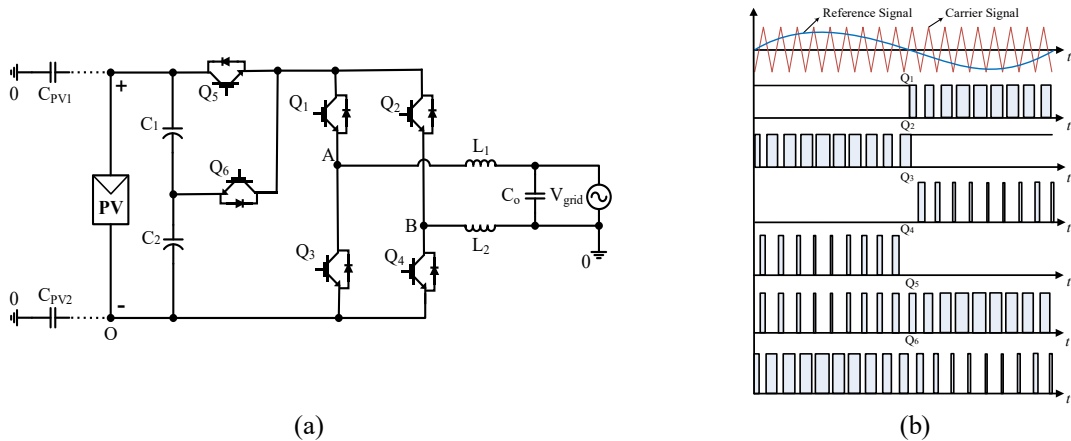 0
C_PV1
+
Q5
C1
Q6
PV
C2
-
0
C_PV2
O
Q1
Q2
A
L1
Co
V_grid
B
L2
Q3
Q4
0
(a)
Reference Signal
Carrier Signal
t
Q1
t
Q2
t
Q3
t
Q4
t
Q5
t
Q6
t
(b)